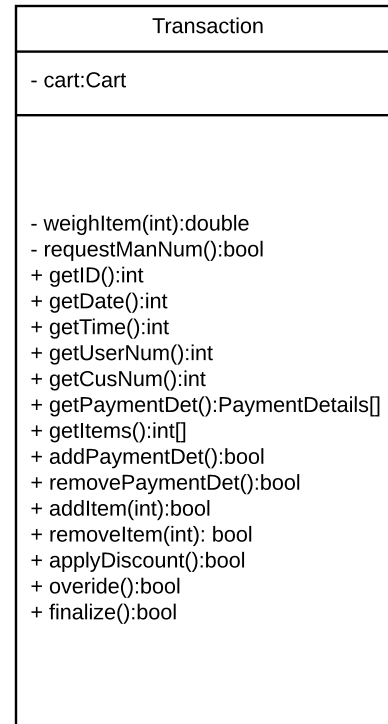 Transaction
- cart:Cart
- weighItem(int):double
- requestManNum():bool
+ getID():int
+ getDate():int
+ getTime():int
+ getUserNum():int
+ getCusNum():int
+ getPaymentDet():PaymentDetails[]
+ getItems():int[]
+ addPaymentDet():bool
+ removePaymentDet():bool
+ addItem(int):bool
+ removeItem(int): bool
+ applyDiscount():bool
+ overide():bool
+ finalize():bool